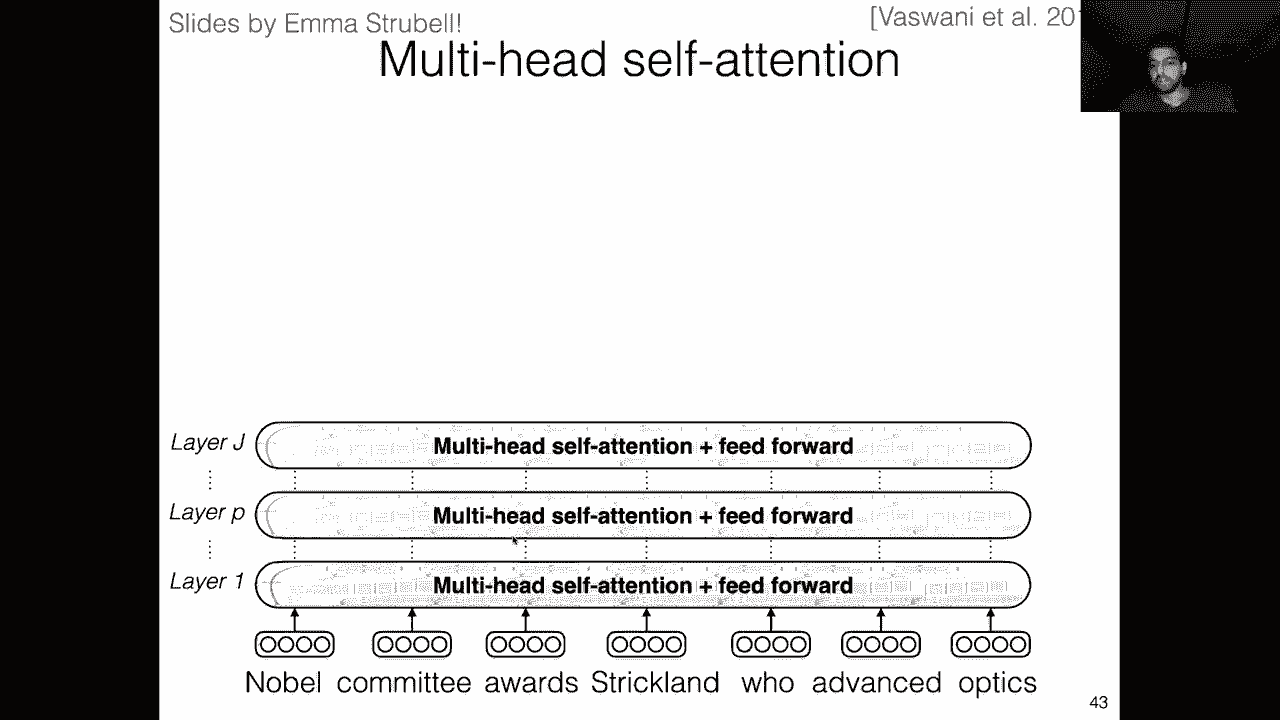 Slides by Emma Strubell!
[Vaswani et al. 20
Multi-head self-attention
Layer J
Multi-head self-attention + feed forward
Layer p
Multi-head self-attention + feed forward
Layer 1
Multi-head self-attention + feed forward
Nobel committee awards Strickland who advanced optics
43